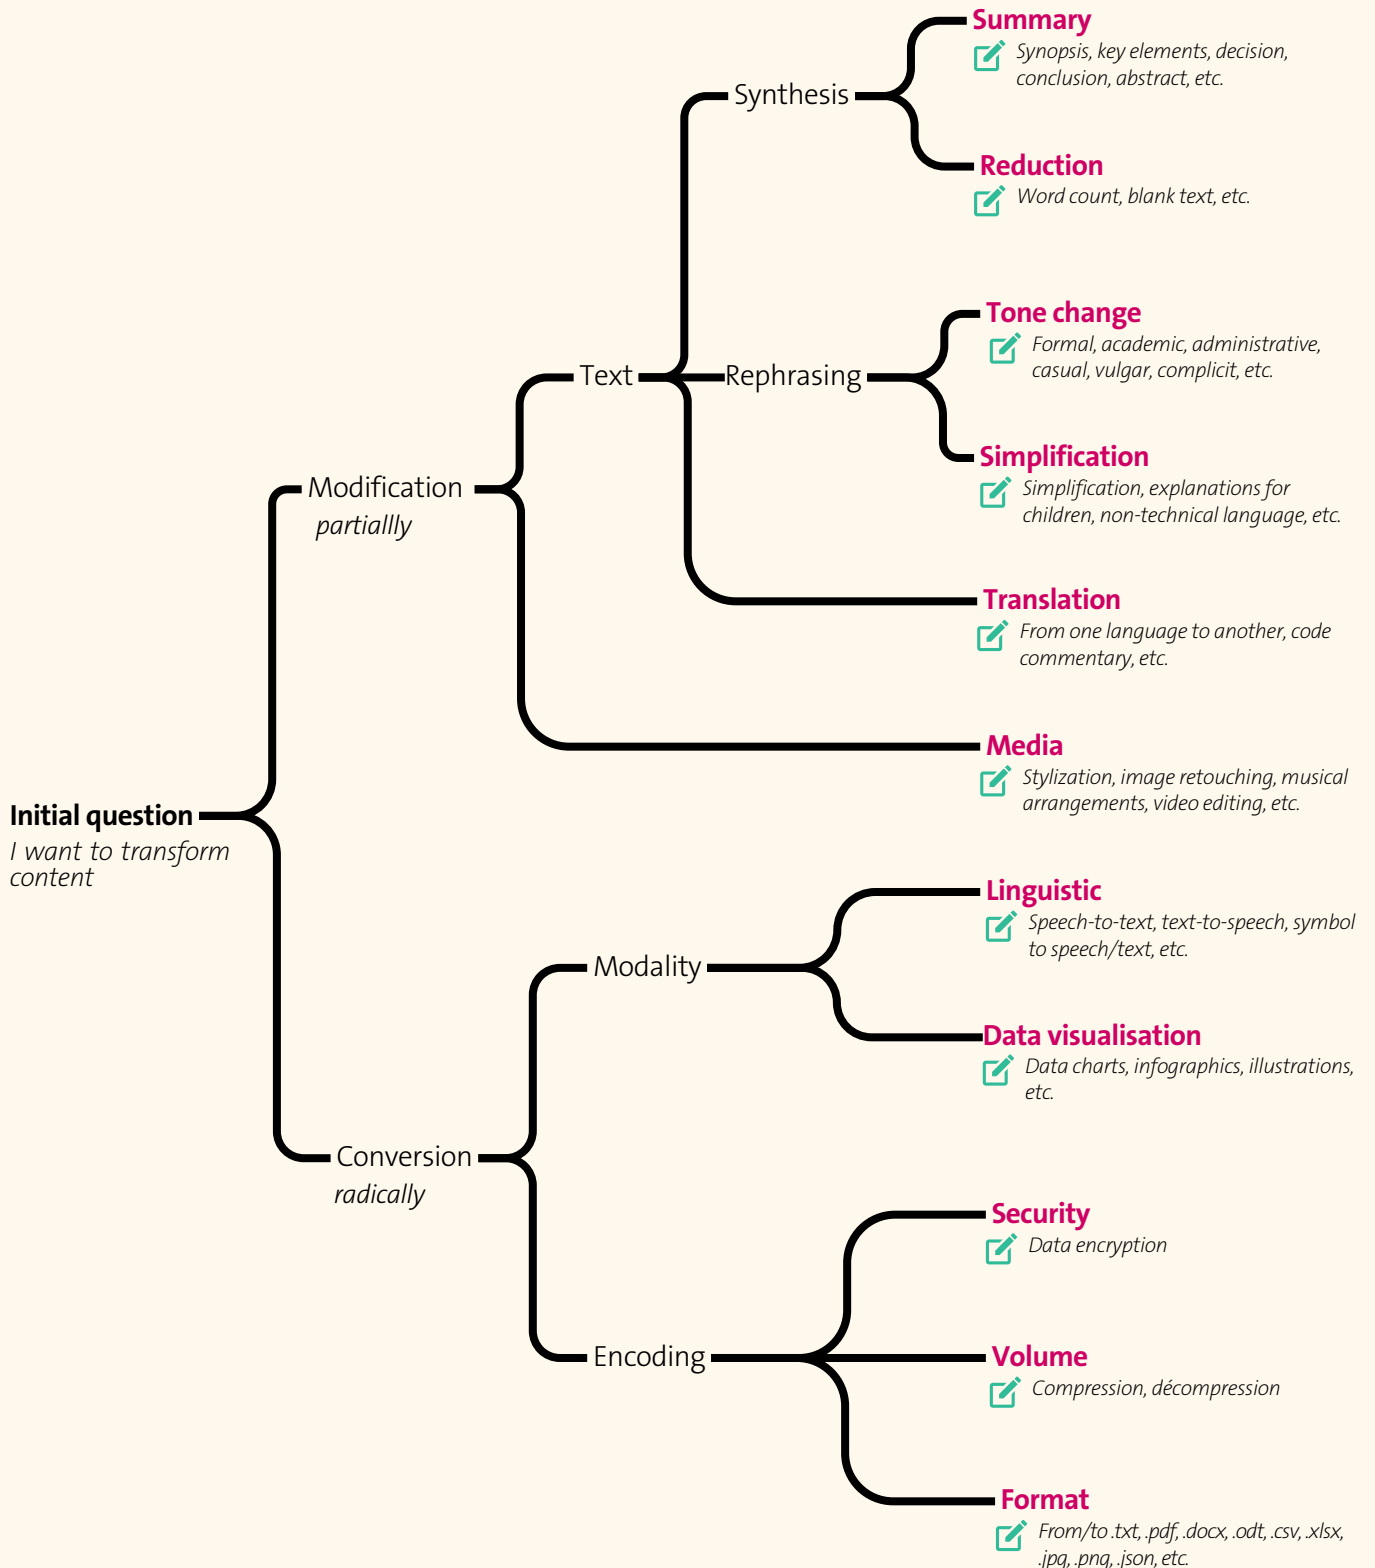 Summary
Synopsis, key elements, decision,
conclusion, abstract, etc.
Synthesis
Reduction
Word count, blank text, etc.
Tone change
Formal, academic, administrative,
casual, vulgar, complicit, etc.
Text
Rephrasing
Simplification
Simplification, explanations for
children, non-technical language, etc.
Modification
partiallly
Translation
From one language to another, code
commentary, etc.
Media
Stylization, image retouching, musical
arrangements, video editing, etc.
Initial question
I want to transform
content
Linguistic
Speech-to-text, text-to-speech, symbol
to speech/text, etc.
Modality
Data visualisation
Data charts, infographics, illustrations,
etc.
Conversion
radically
Security
Data encryption
Encoding
Volume
Compression, décompression
Format
From/to .txt, .pdf, .docx, .odt, .csv, .xlsx,
.jpg, .png, .json, etc.